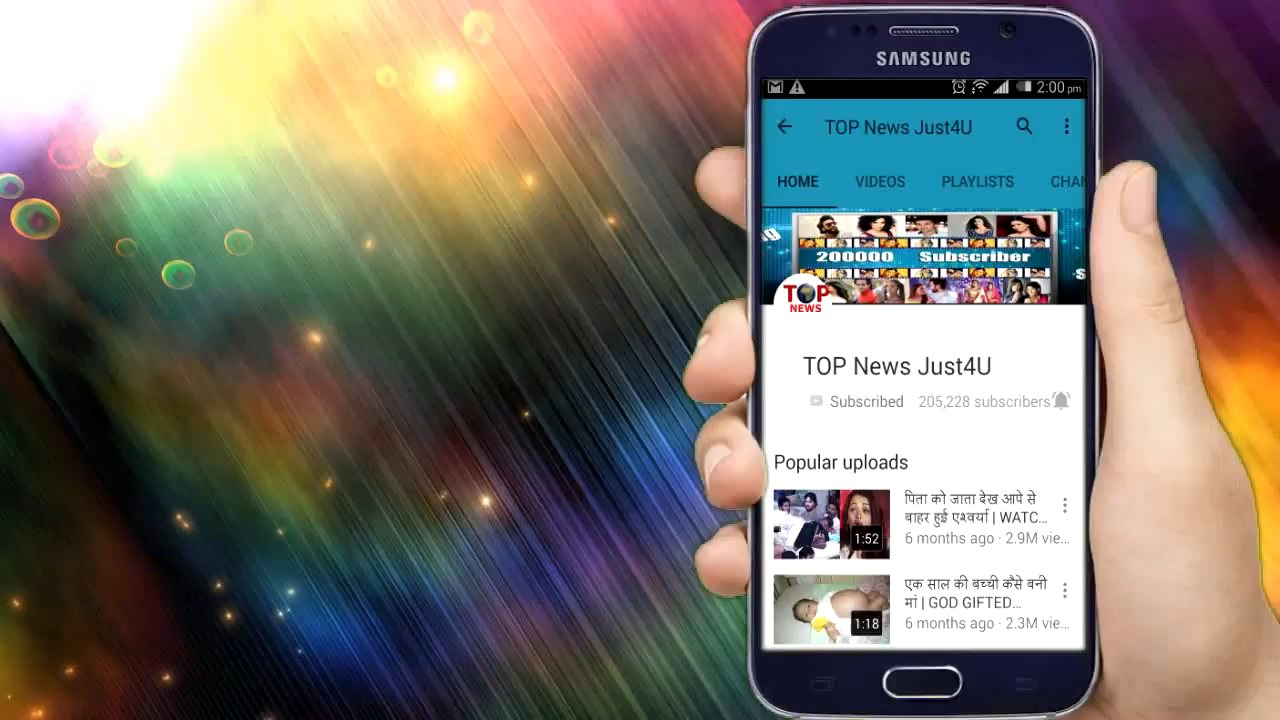 SAMSUNG
2:00 pm
TOP News Just4U
HOME VIDEOS PLAYLISTS CHAN
200000 Subscriber
TOP
NEWS
TOP News Just4U
Subscribed 205,228 subscribers
Popular uploads
पिता को जाता देख आपे से
बाहर हुई एश्वर्या | WATC...
1:52
6 months ago · 2.9M vie...
एक साल की बच्ची कैसे बनी
मां | GOD GIFTED...
1:18
6 months ago · 2.3M vie...